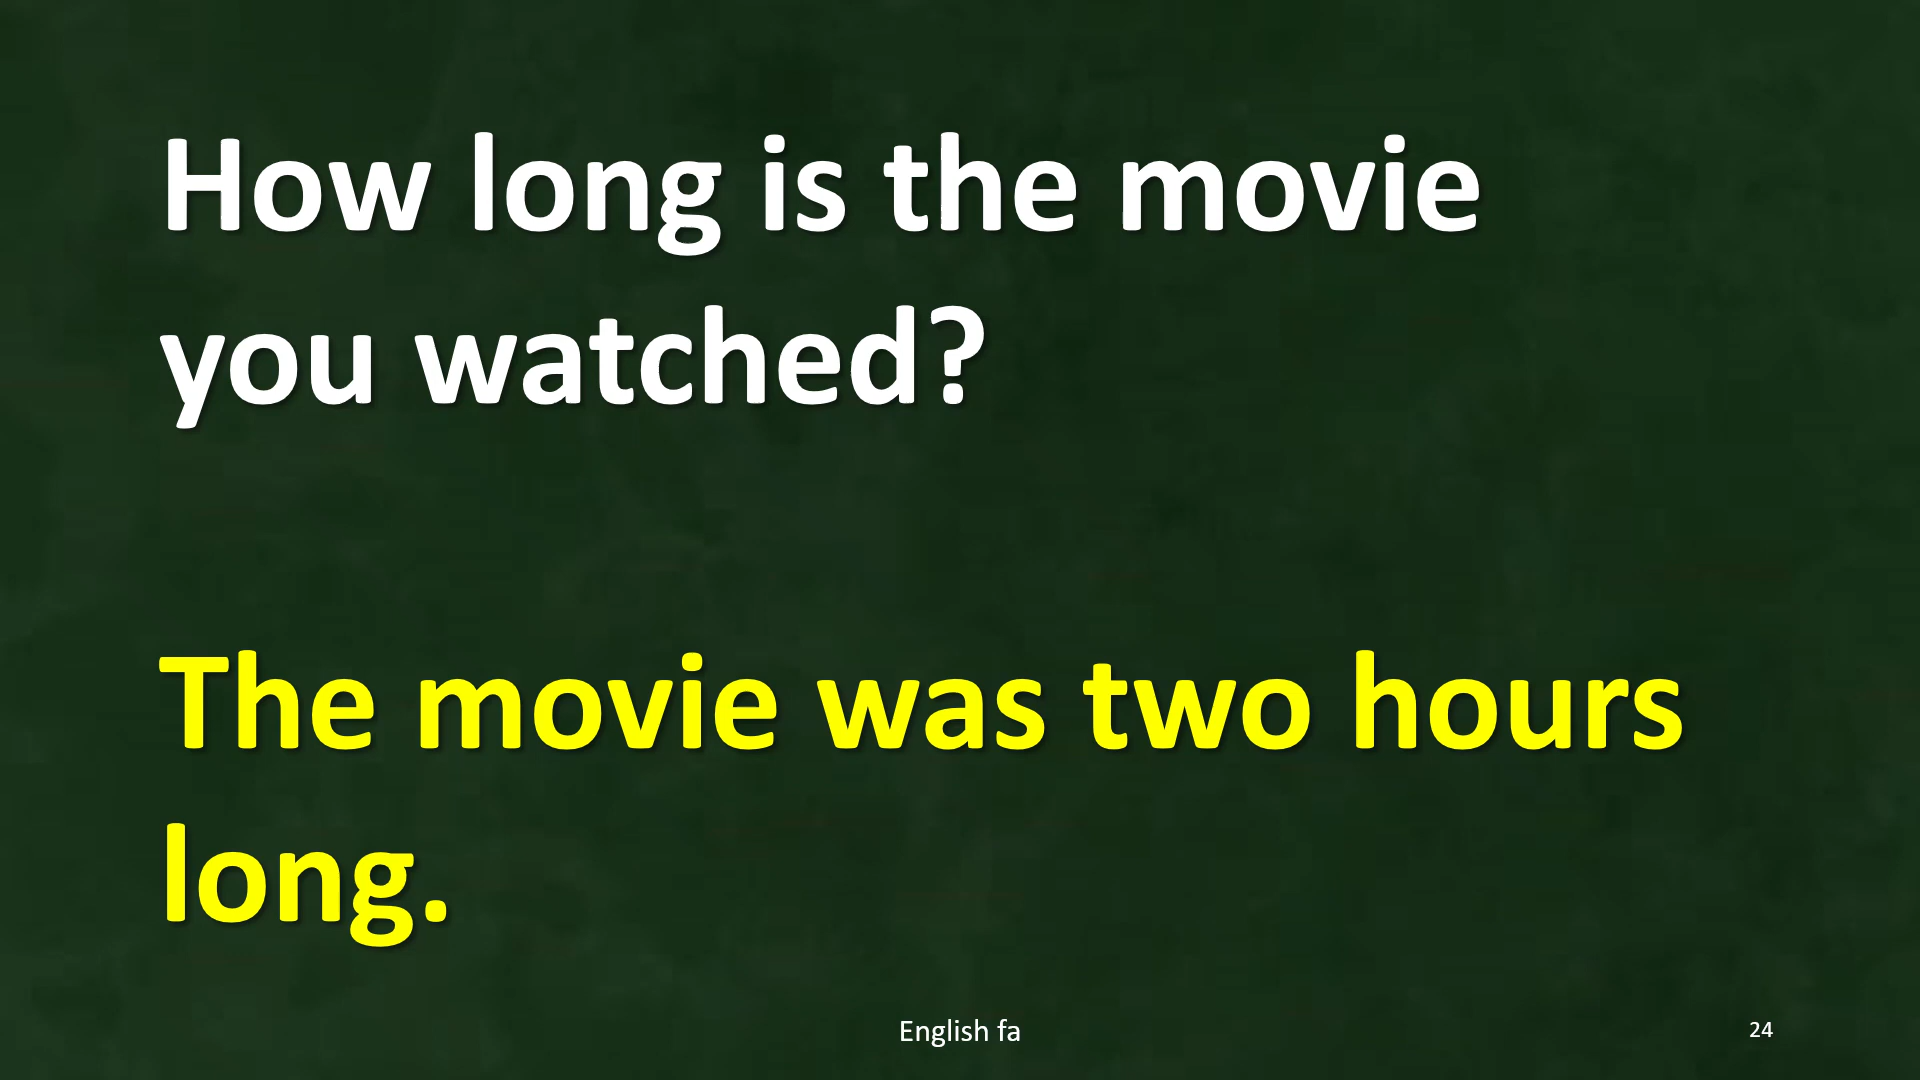 How long is the movie
you watched?
The movie was two hours
long.
English fa
24